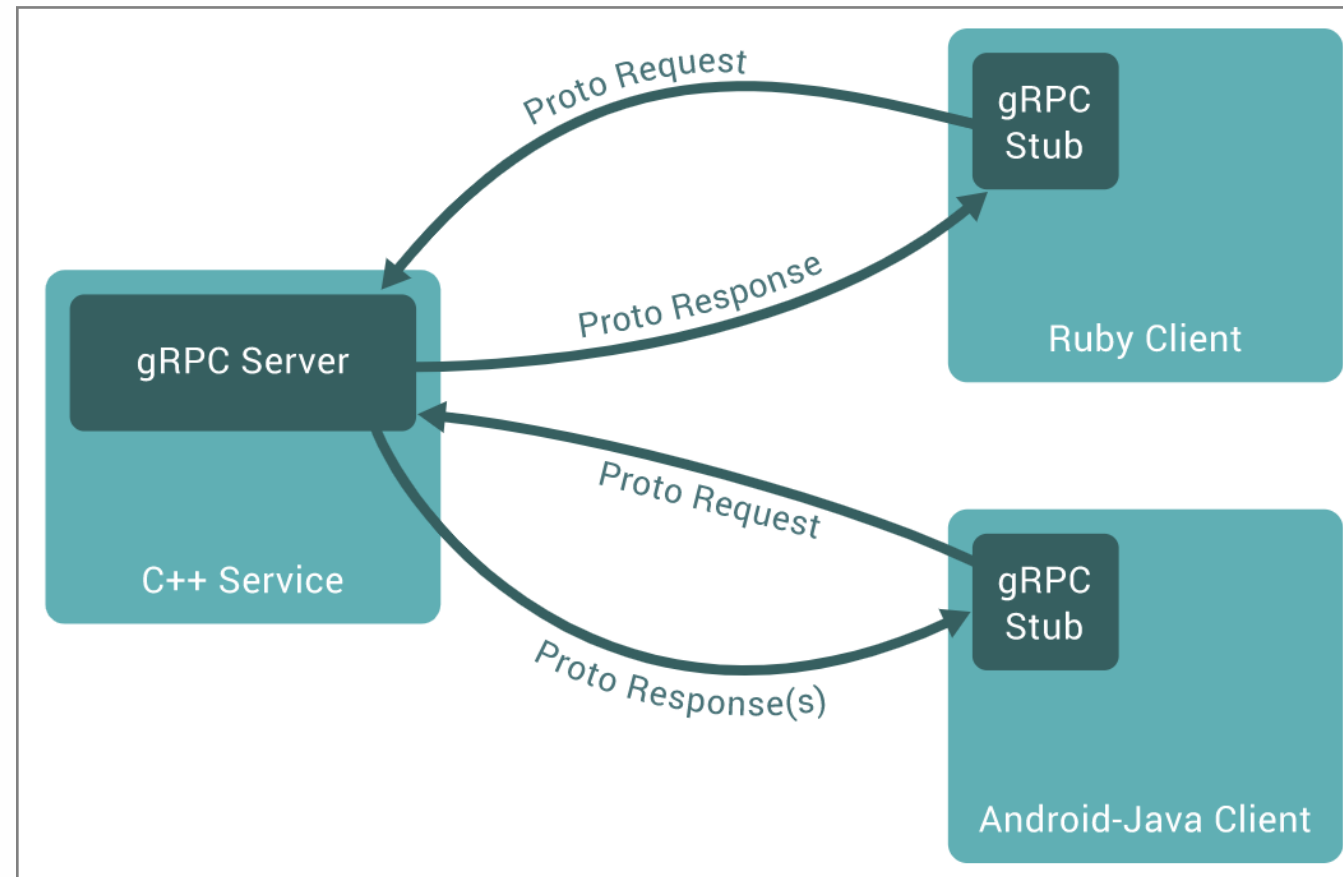 Proto Request
gRPC
Stub
Proto Response
Ruby Client
gRPC Server
C++ Service
Proto Request
gRPC
Stub
Proto Response(s)
Android-Java Client